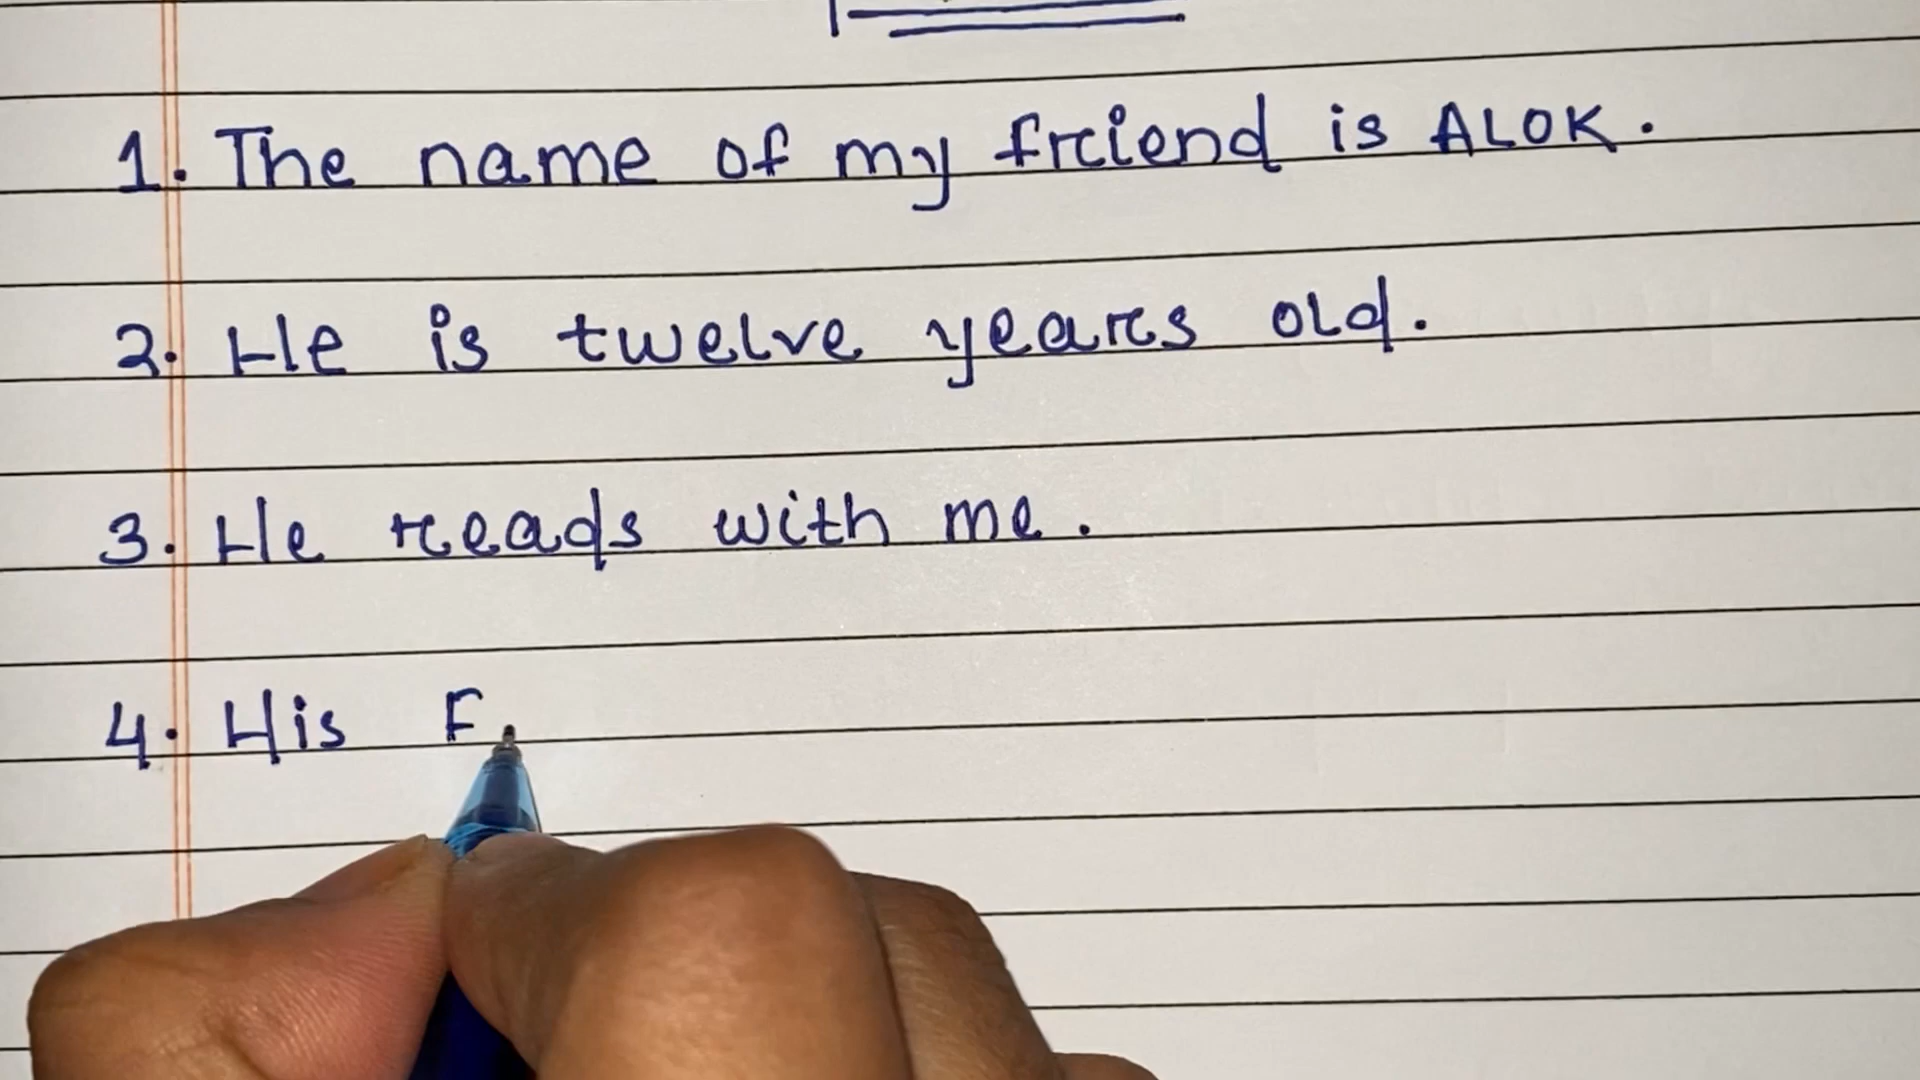 1. The name of my friend is ALOK.
2. He is twelve years old.
3. He reads with me.
4. His F